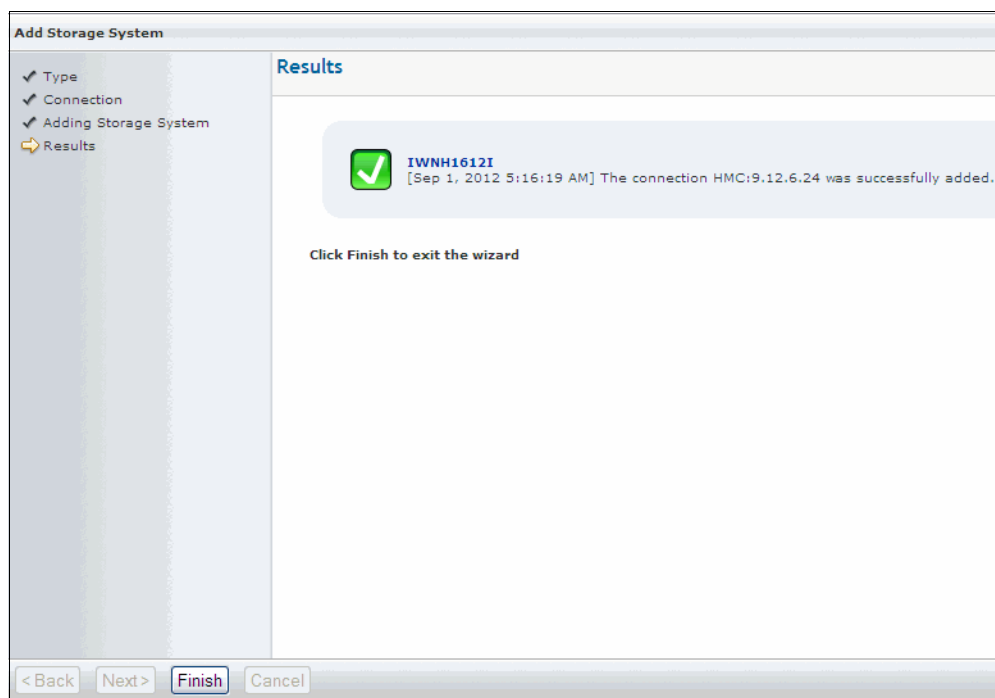 Add Storage System
Type
Connection
Adding Storage System
Results
Results
IWNH1612I
[Sep 1, 2012 5:16:19 AM] The connection HMC:9.12.6.24 was successfully added.
Click Finish to exit the wizard
< Back Next > Finish Cancel